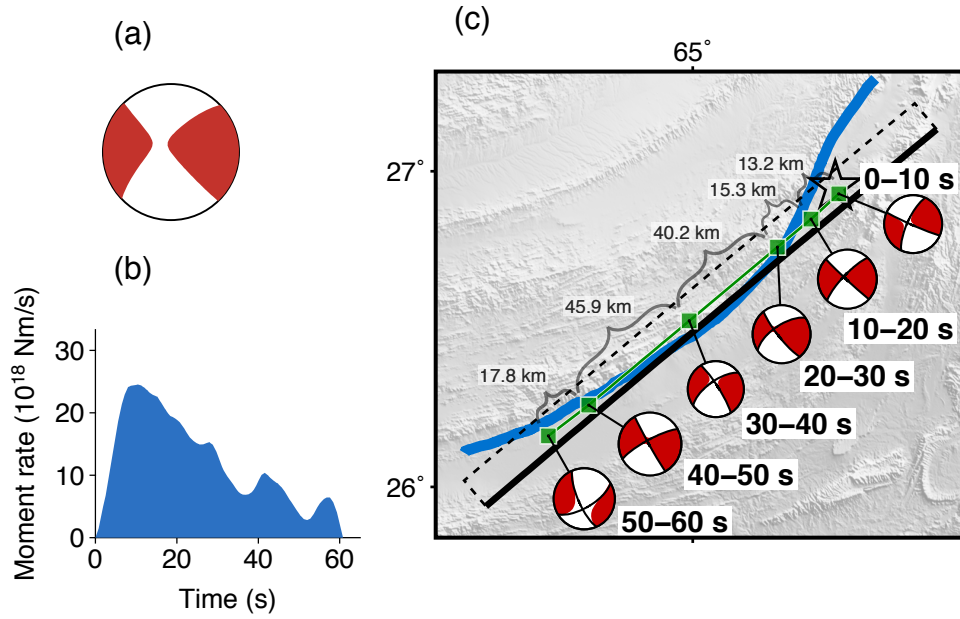 (a)
(b)
Moment rate (10¹⁸ Nm/s)
30
20
10
0
0
20
40
60
Time (s)
(c)
65°
27°
26°
13.2 km
15.3 km
40.2 km
45.9 km
17.8 km
0–10 s
10–20 s
20–30 s
30–40 s
40–50 s
50–60 s